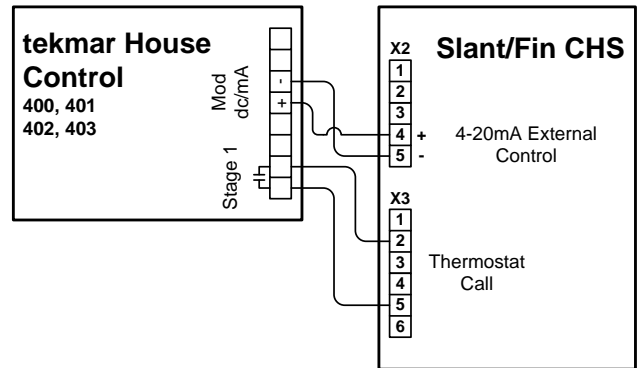 tekmar House
Control
400, 401
402, 403
Mod
dc/mA
-
+
Stage 1
Slant/Fin CHS
X2
1
2
3
4 +
5 -
4-20mA External
Control
X3
1
2
3
4
5
6
Thermostat
Call